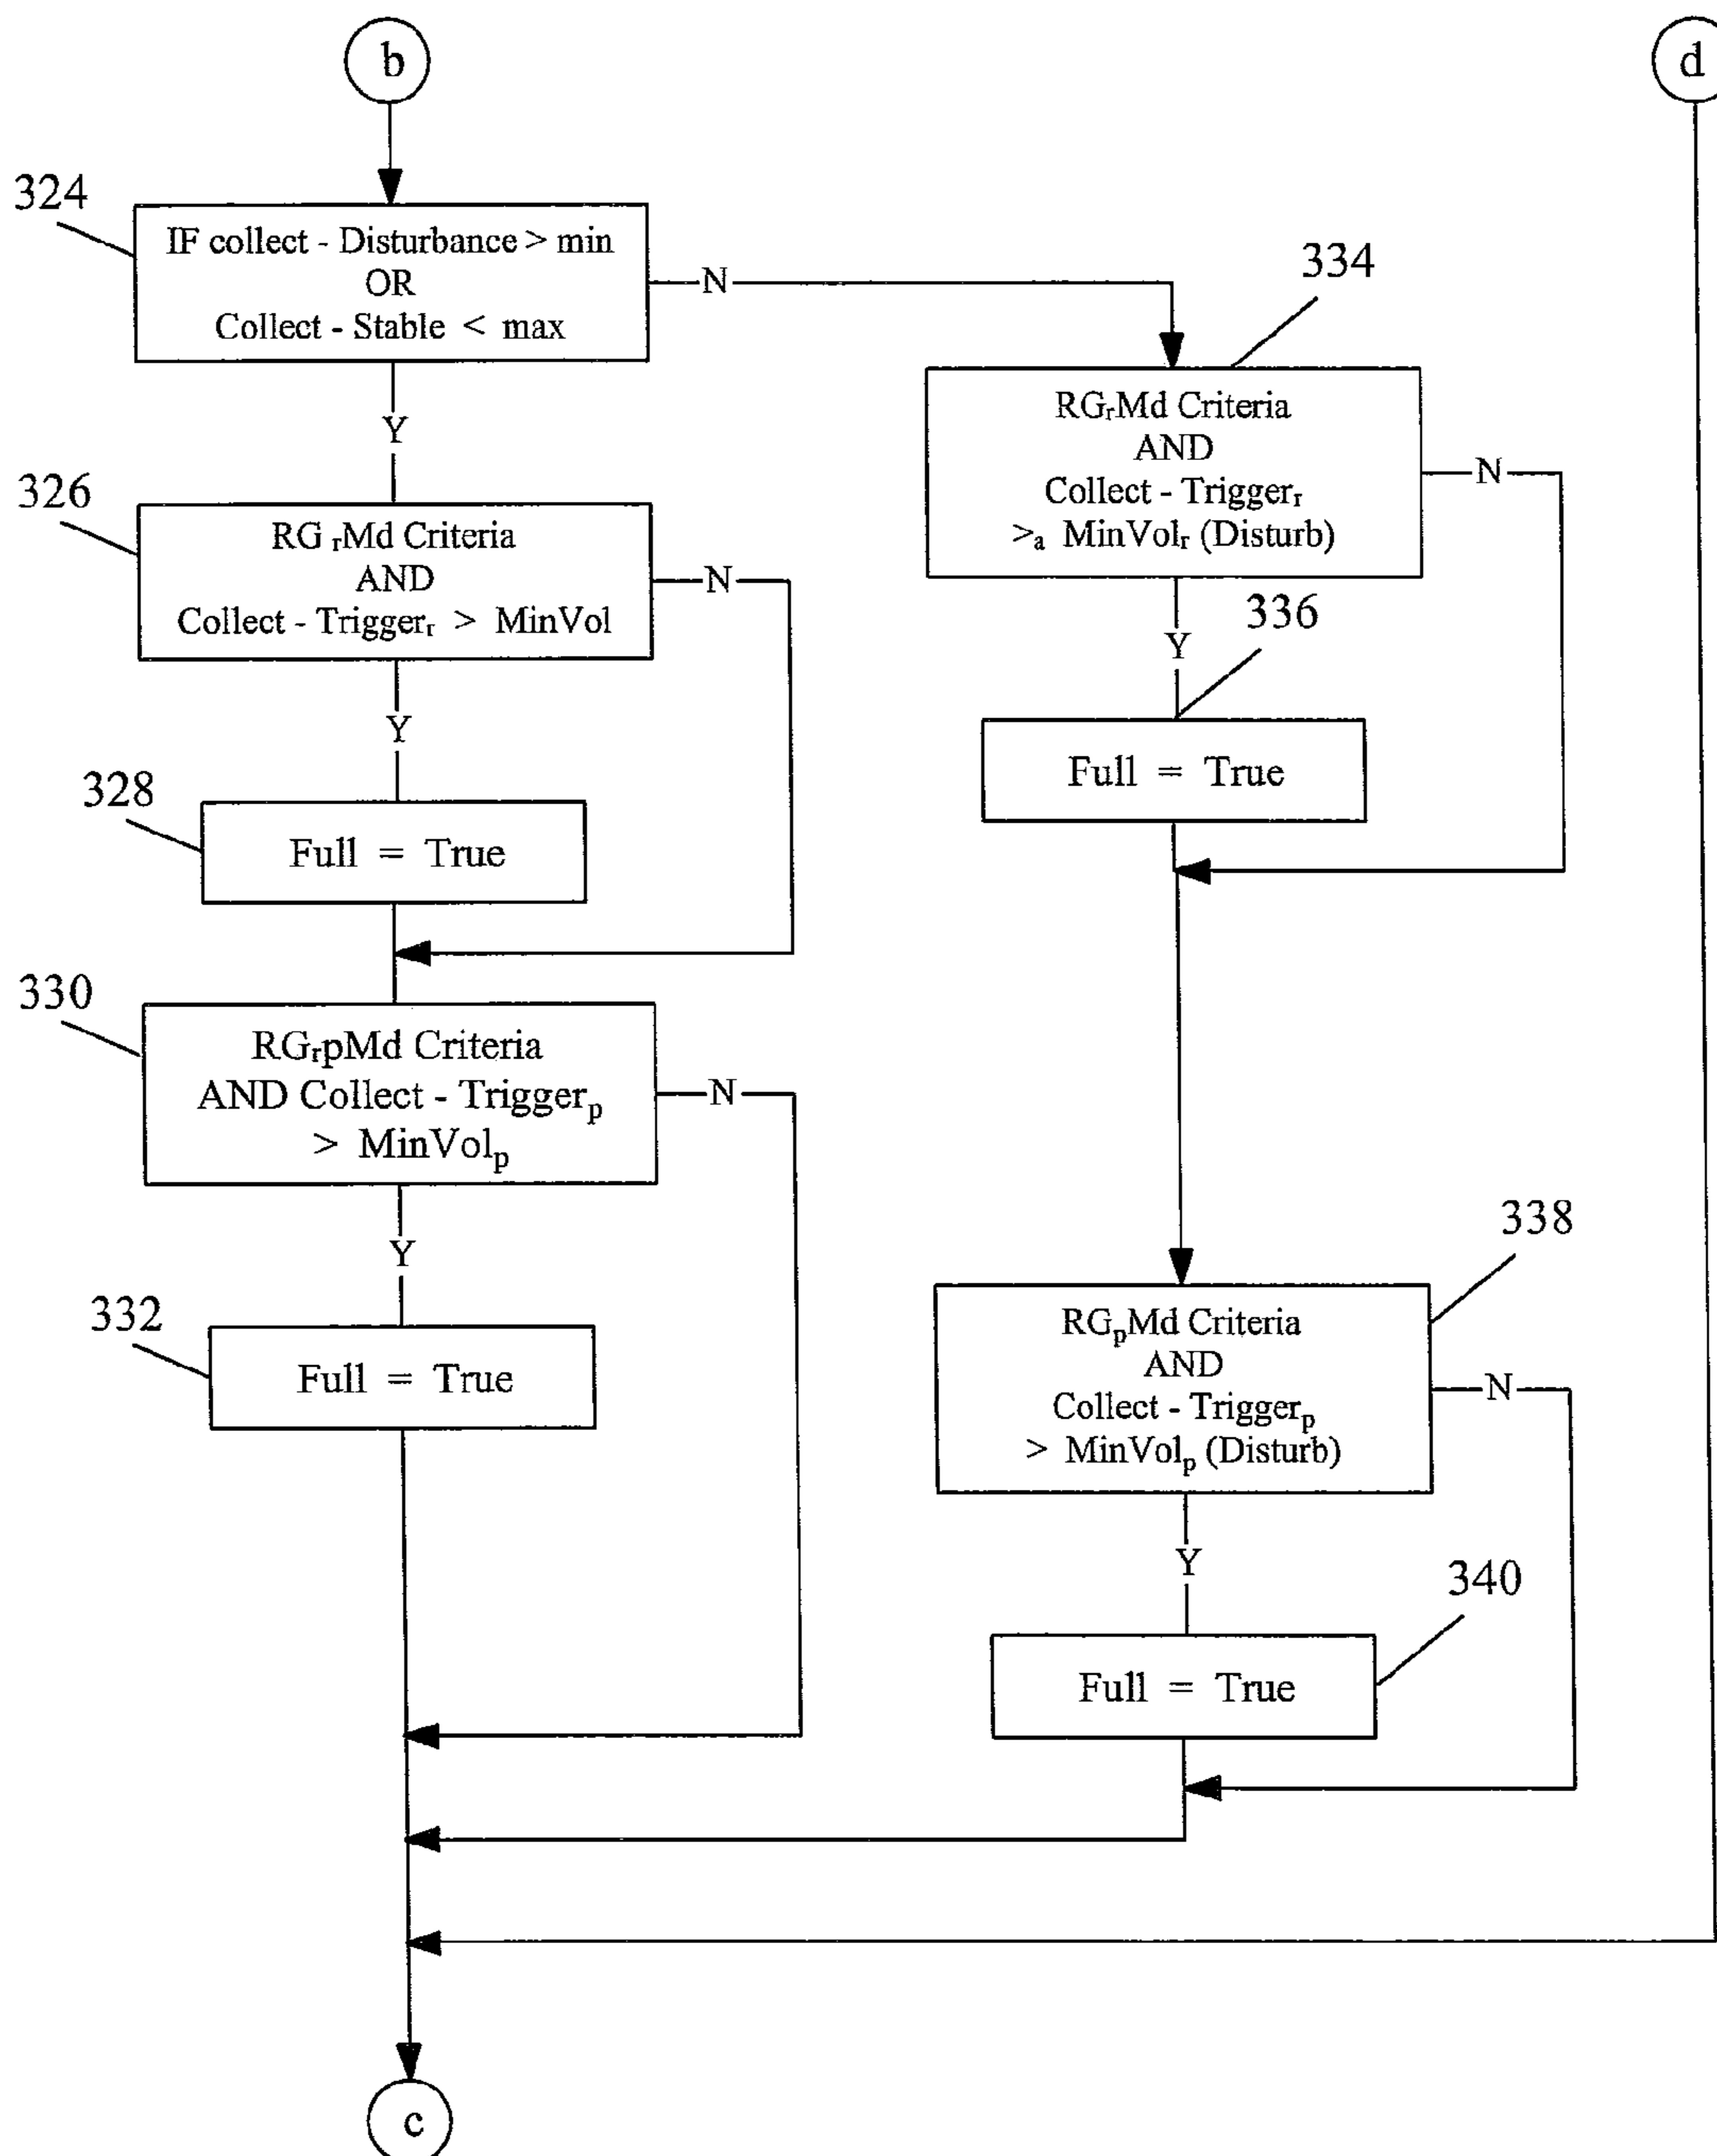 b
d
324
IF collect - Disturbance > min
OR
Collect - Stable < max
N
Y
334
RGrMd Criteria
AND
Collect - Triggerr
>a MinVolr (Disturb)
N
Y
326
RG rMd Criteria
AND
Collect - Triggerr > MinVol
N
Y
336
Full = True
328
Full = True
330
RGrpMd Criteria
AND Collect - Triggerp
> MinVolp
N
Y
338
RGpMd Criteria
AND
Collect - Triggerp
> MinVolp (Disturb)
N
Y
332
Full = True
340
Full = True
c